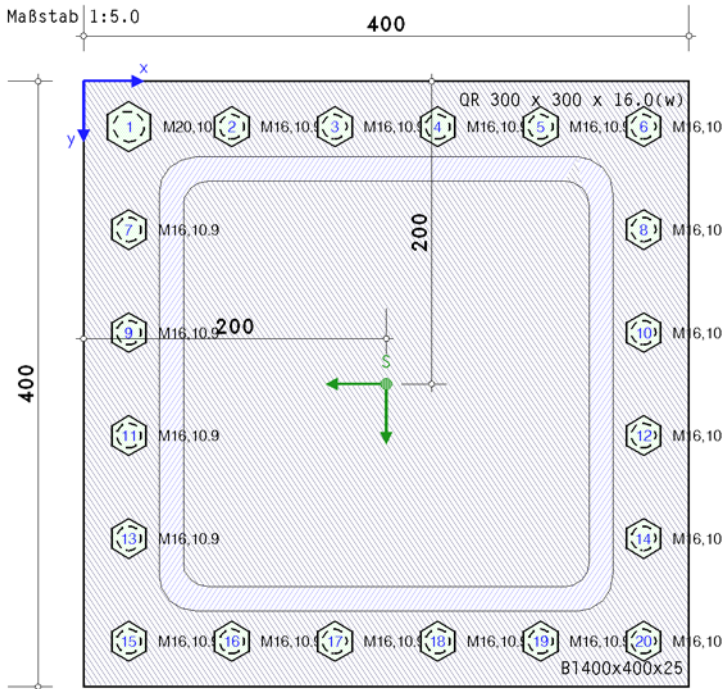 Maßstab 1:5.0
400
x
y
QR 300 x 300 x 16.0(w)
1 M20,10 2 M16,10.9 3 M16,10.9 4 M16,10.9 5 M16,10.9 6 M16,10
7 M16,10.9 8 M16,10
200
9 M16,10.9 10 M16,10
200
S
400
11 M16,10.9 12 M16,10
13 M16,10.9 14 M16,10
15 M16,10.9 16 M16,10.9 17 M16,10.9 18 M16,10.9 19 M16,10.9 20 M16,10
Bl400x400x25